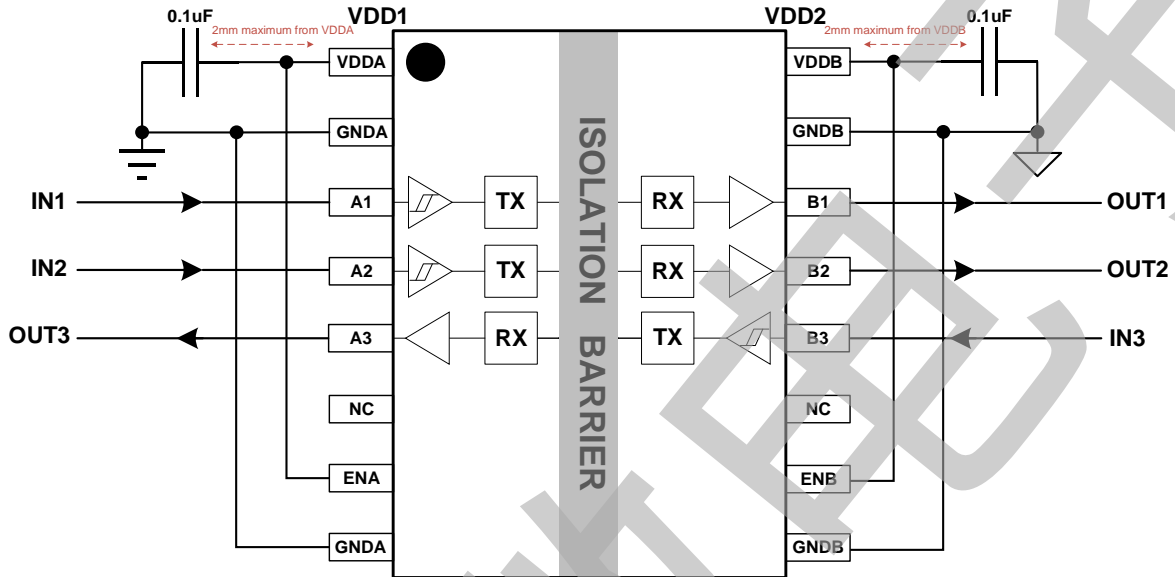 0.1uF VDD1 VDD2 0.1uF
2mm maximum from VDDA 2mm maximum from VDDB
VDDA VDDB
GNDA GNDB
IN1 A1 TX RX B1 OUT1
IN2 A2 TX RX B2 OUT2
OUT3 A3 RX TX B3 IN3
NC NC
ENA ENB
GNDA GNDB
ISOLATION BARRIER